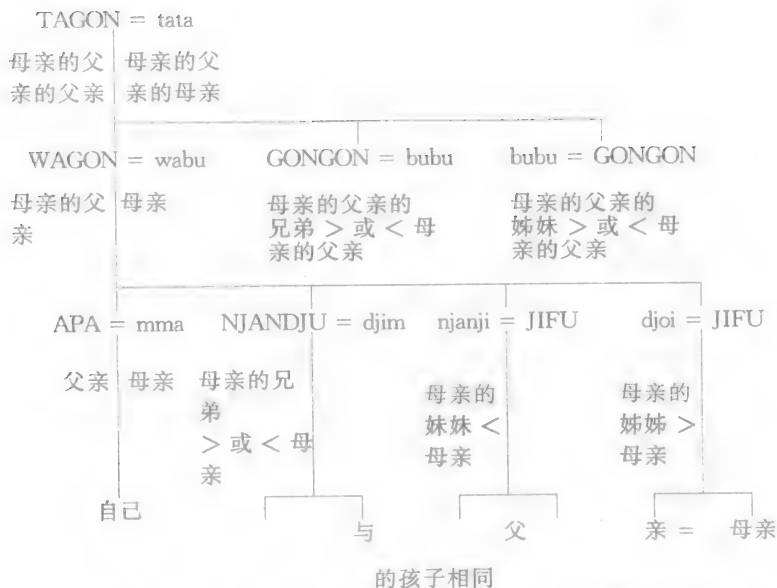 TAGON = tata
母亲的父 母亲的父
亲的父亲 亲的母亲
WAGON = wabu GONGON = bubu bubu = GONGON
母亲的父 母亲
亲
母亲的父亲的
兄弟 > 或 < 母
亲的父亲
母亲的父亲的
姊妹 > 或 < 母
亲的父亲
APA = mma NJANDJU = djim njanji = JIFU djoi = JIFU
父亲 母亲
母亲的兄
弟
> 或 < 母
亲
母亲的
妹妹 <
母亲
母亲的
姊姊 >
母亲
自己
与 父 亲 = 母亲
的孩子相同